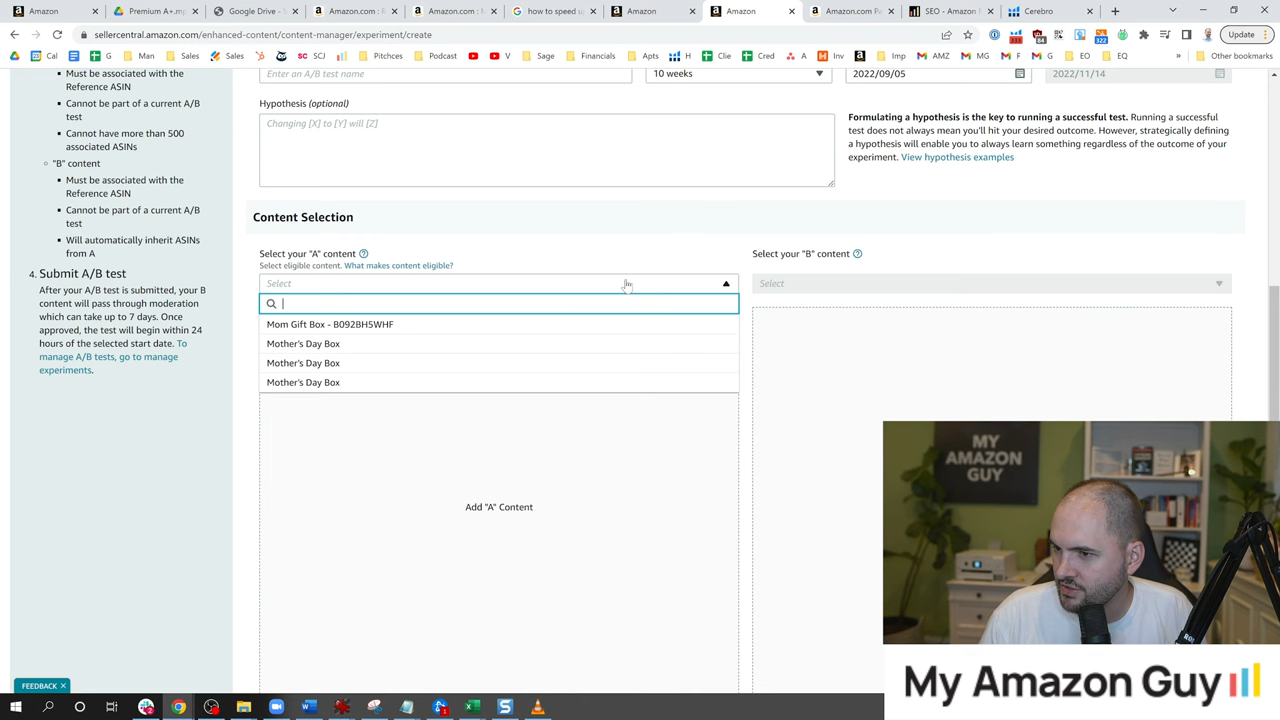 Amazon
Premium A+.mp
Google Drive - V
Amazon.com : R
Amazon.com : M
how to speed u
Amazon
Amazon
Amazon.com Pa
SEO - Amazon
Cerebro
sellercentral.amazon.com/enhanced-content/content-manager/experiment/create
Update
Cal
W
Sales
SCJ
Pitches
Podcast
V
Sage
Financials
Apts
H
Clie
Cred
A
Inv
Imp
AMZ
M
G
EO
EQ
Other bookmarks
Must be associated with the
Reference ASIN
Cannot be part of a current A/B
test
Cannot have more than 500
associated ASINs
"B" content
Must be associated with the
Reference ASIN
Cannot be part of a current A/B
test
Will automatically inherit ASINs
from A
4. Submit A/B test
After your A/B test is submitted, your B
content will pass through moderation
which can take up to 7 days. Once
approved, the test will begin within 24
hours of the selected start date. To
manage A/B tests, go to manage
experiments.
FEEDBACK
Enter an A/B test name
10 weeks
2022/09/05
2022/11/14
Hypothesis (optional)
Changing [X] to [Y] will [Z]
Formulating a hypothesis is the key to running a successful test. Running a successful
test does not always mean you'll hit your desired outcome. However, strategically defining
a hypothesis will enable you to always learn something regardless of the outcome of your
experiment. View hypothesis examples
Content Selection
Select your "A" content
Select eligible content. What makes content eligible?
Select
Mom Gift Box - B092BH5WHF
Mother's Day Box
Mother's Day Box
Mother's Day Box
Add "A" Content
Select your "B" content
Select
MY
AMAZON
GUY
My Amazon Guy